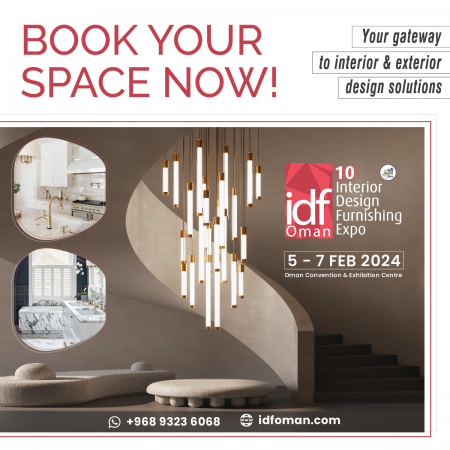 BOOK YOUR
SPACE NOW!
Your gateway
to interior & exterior
design solutions
idf
Oman
10
Interior
Design
Furnishing
Expo
5 - 7 FEB 2024
Oman Convention & Exhibition Centre
+968 9323 6068
idfoman.com